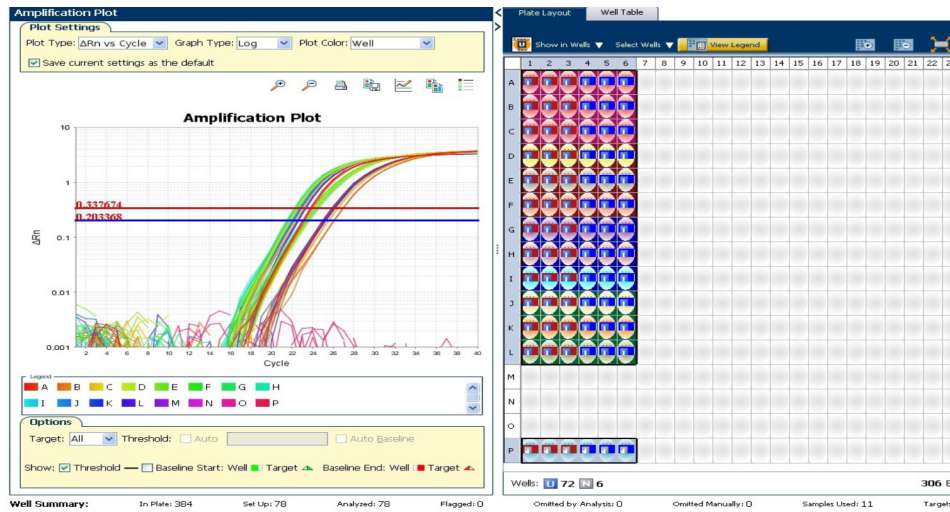 Amplification Plot
Plot Settings
Plot Type: ΔRn vs Cycle Graph Type: Log Plot Color: Well
Save current settings as the default
Amplification Plot
10
1
0.337674
0.203368
0.1
0.01
0.001
ΔRn
2 4 6 8 10 12 14 16 18 20 22 24 26 28 30 32 34 36 38 40
Cycle
Legend
A B C D E F G H
I J K L M N O P
Options
Target: All Threshold: Auto Auto Baseline
Show: Threshold Baseline Start: Well Target Baseline End: Well Target
Plate Layout Well Table
Show in Wells Select Wells View Legend
1 2 3 4 5 6 7 8 9 10 11 12 13 14 15 16 17 18 19 20 21 22
A
B
C
D
E
F
G
H
I
J
K
L
M
N
O
P
Wells: U 72 N 6 306 E
Well Summary: In Plate: 384 Set Up: 78 Analyzed: 78 Flagged: 0 Omitted by Analysis: 0 Omitted Manually: 0 Samples Used: 11 Target